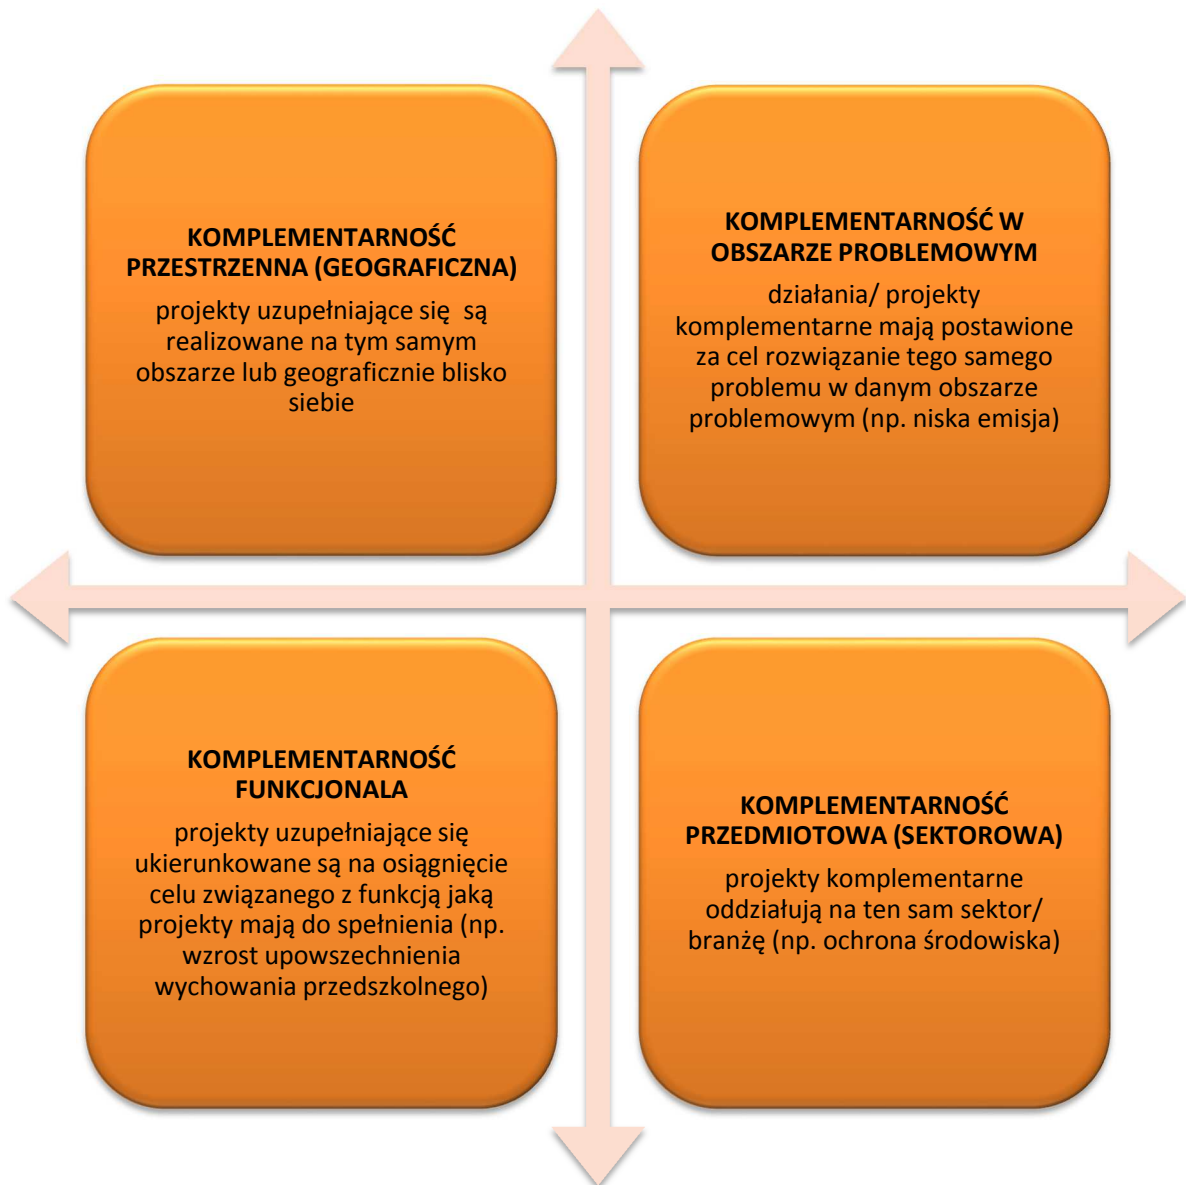 KOMPLEMENTARNOŚĆ
PRZESTRZENNA (GEOGRAFICZNA)
projekty uzupełniające się są
realizowane na tym samym
obszarze lub geograficznie blisko
siebie
KOMPLEMENTARNOŚĆ W
OBSZARZE PROBLEMOWYM
działania/ projekty
komplementarne mają postawione
za cel rozwiązanie tego samego
problemu w danym obszarze
problemowym (np. niska emisja)
KOMPLEMENTARNOŚĆ
FUNKCJONALA
projekty uzupełniające się
ukierunkowane są na osiągnięcie
celu związanego z funkcją jaką
projekty mają do spełnienia (np.
wzrost upowszechnienia
wychowania przedszkolnego)
KOMPLEMENTARNOŚĆ
PRZEDMIOTOWA (SEKTOROWA)
projekty komplementarne
oddziałują na ten sam sektor/
branżę (np. ochrona środowiska)